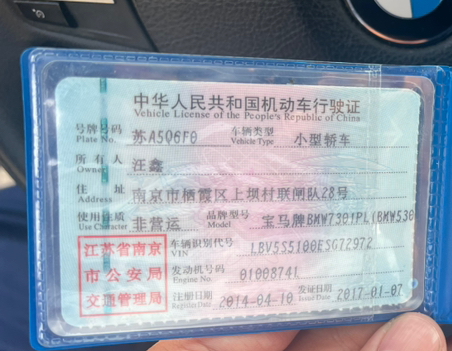 中华人民共和国机动车行驶证
Vehicle License of the People's Republic of China
号牌号码 苏A5Q6F0 车辆类型 小型轿车
Plate No. Vehicle Type
所有人 汪鑫
Owner
住址 南京市栖霞区上坝村联闸队28号
Address
使用性质 非营运 品牌型号 宝马牌BMW7301PL(BMW530
Use Character Model
江苏省南京
市公安局
交通管理局
车辆识别代号 LBV5S5100ESG72972
VIN
发动机号码 01008741
Engine No.
注册日期 2014-04-10 发证日期 2017-01-07
Register Date Issue Date